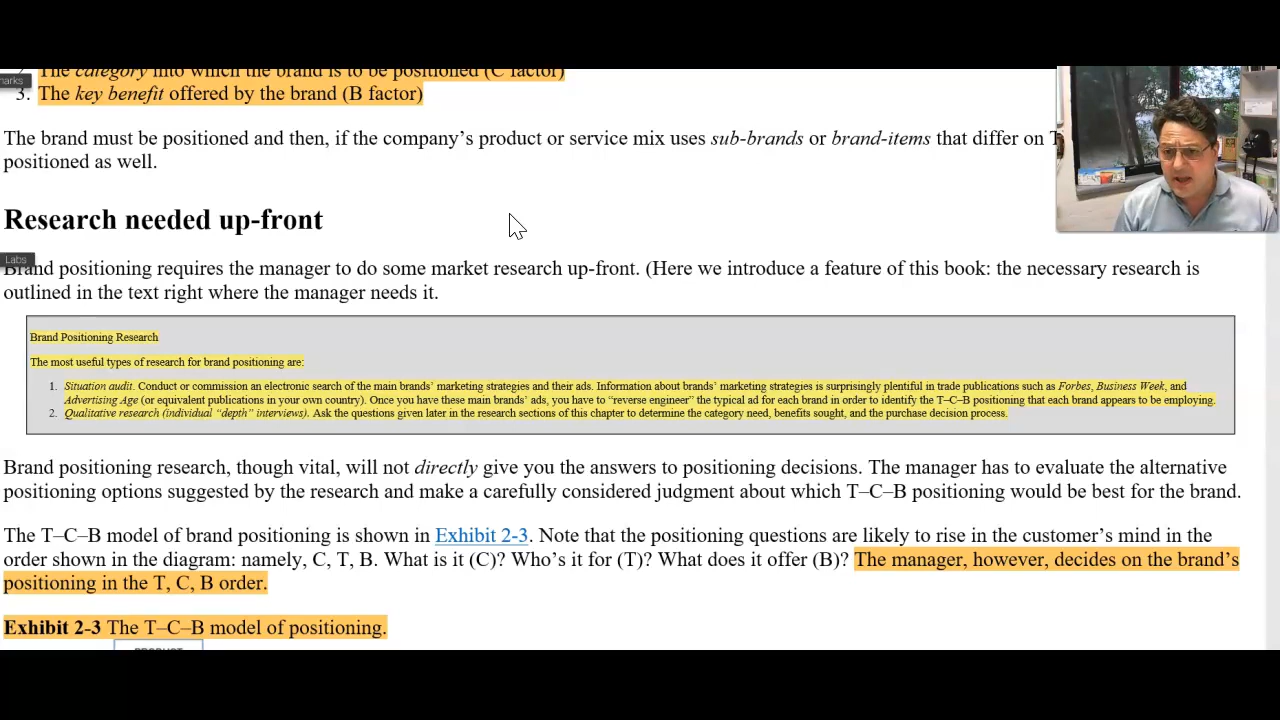 The category into which the brand is to be positioned (C factor)
marks
3. The key benefit offered by the brand (B factor)
The brand must be positioned and then, if the company’s product or service mix uses sub-brands or brand-items that differ on T
positioned as well.
Research needed up-front
Labs
Brand positioning requires the manager to do some market research up-front. (Here we introduce a feature of this book: the necessary research is
outlined in the text right where the manager needs it.
Brand Positioning Research
The most useful types of research for brand positioning are:
1. Situation audit. Conduct or commission an electronic search of the main brands’ marketing strategies and their ads. Information about brands’ marketing strategies is surprisingly plentiful in trade publications such as Forbes, Business Week, and
Advertising Age (or equivalent publications in your own country). Once you have these main brands’ ads, you have to “reverse engineer” the typical ad for each brand in order to identify the T–C–B positioning that each brand appears to be employing.
2. Qualitative research (individual “depth” interviews). Ask the questions given later in the research sections of this chapter to determine the category need, benefits sought, and the purchase decision process.
Brand positioning research, though vital, will not directly give you the answers to positioning decisions. The manager has to evaluate the alternative
positioning options suggested by the research and make a carefully considered judgment about which T–C–B positioning would be best for the brand.
The T–C–B model of brand positioning is shown in Exhibit 2-3. Note that the positioning questions are likely to rise in the customer’s mind in the
order shown in the diagram: namely, C, T, B. What is it (C)? Who’s it for (T)? What does it offer (B)? The manager, however, decides on the brand’s
positioning in the T, C, B order.
Exhibit 2-3 The T–C–B model of positioning.
PRODUCT